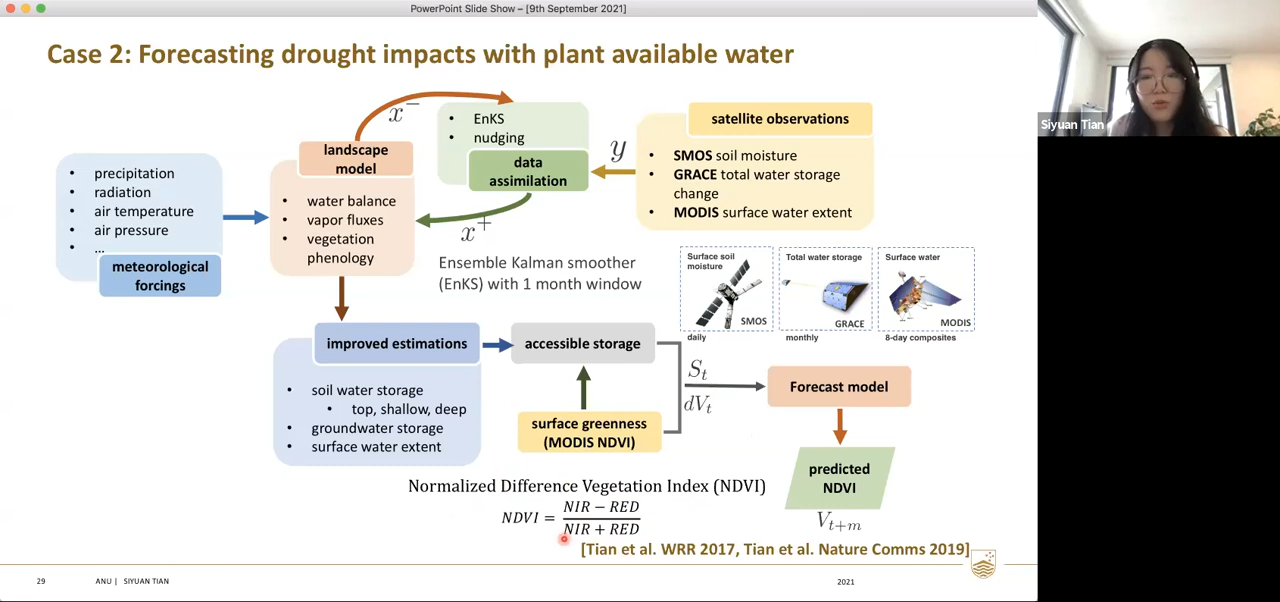 PowerPoint Slide Show – [9th September 2021]
Case 2: Forecasting drought impacts with plant available water
Siyuan Tian
x⁻
• EnKS
• nudging
data
assimilation
y
satellite observations
• SMOS soil moisture
• GRACE total water storage
change
• MODIS surface water extent
landscape
model
• water balance
• vapor fluxes
• vegetation
phenology
• precipitation
• radiation
• air temperature
• air pressure
• ...
meteorological
forcings
x⁺
Ensemble Kalman smoother
(EnKS) with 1 month window
Surface soil
moisture
SMOS
daily
Total water storage
GRACE
monthly
Surface water
MODIS
8-day composites
improved estimations
• soil water storage
• top, shallow, deep
• groundwater storage
• surface water extent
accessible storage
surface greenness
(MODIS NDVI)
Sₜ
dVₜ
Forecast model
predicted
NDVI
Vₜ₊ₘ
Normalized Difference Vegetation Index (NDVI)
NDVI = NIR − RED
NIR + RED
[Tian et al. WRR 2017, Tian et al. Nature Comms 2019]
29
ANU | SIYUAN TIAN
2021